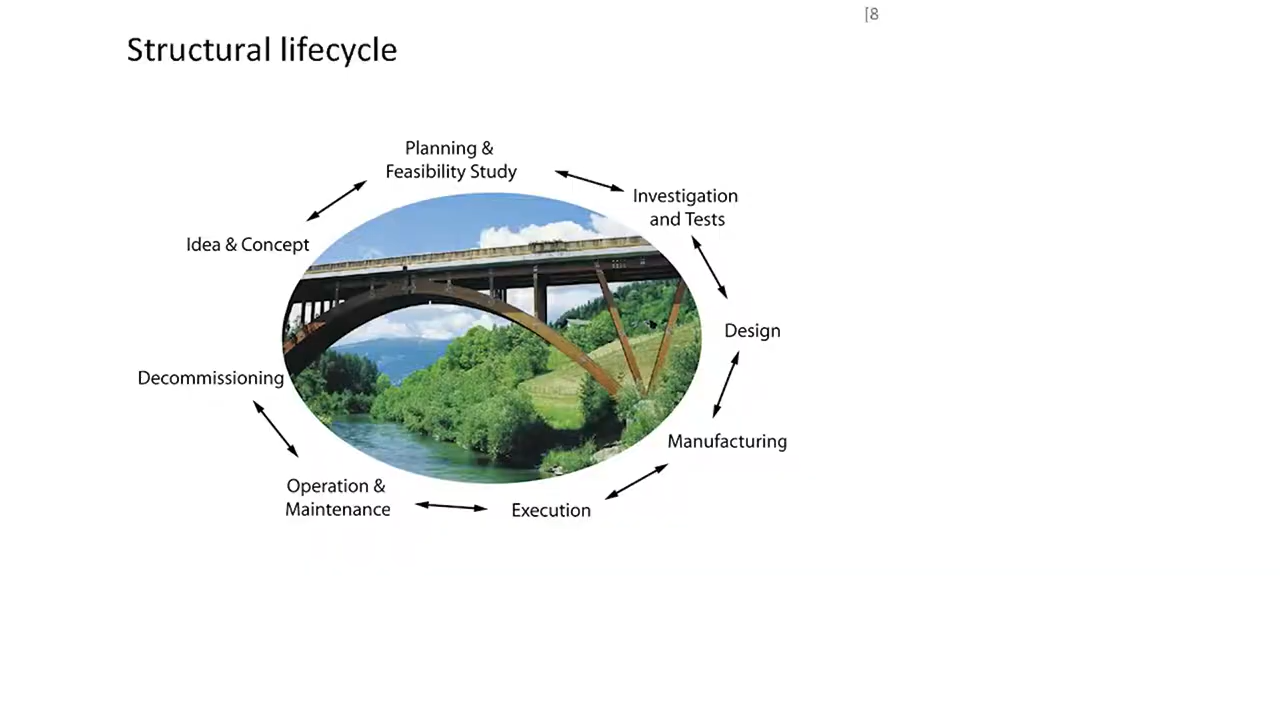 [8
Structural lifecycle
Planning &
Feasibility Study
Investigation
and Tests
Idea & Concept
Design
Decommissioning
Manufacturing
Operation &
Maintenance
Execution